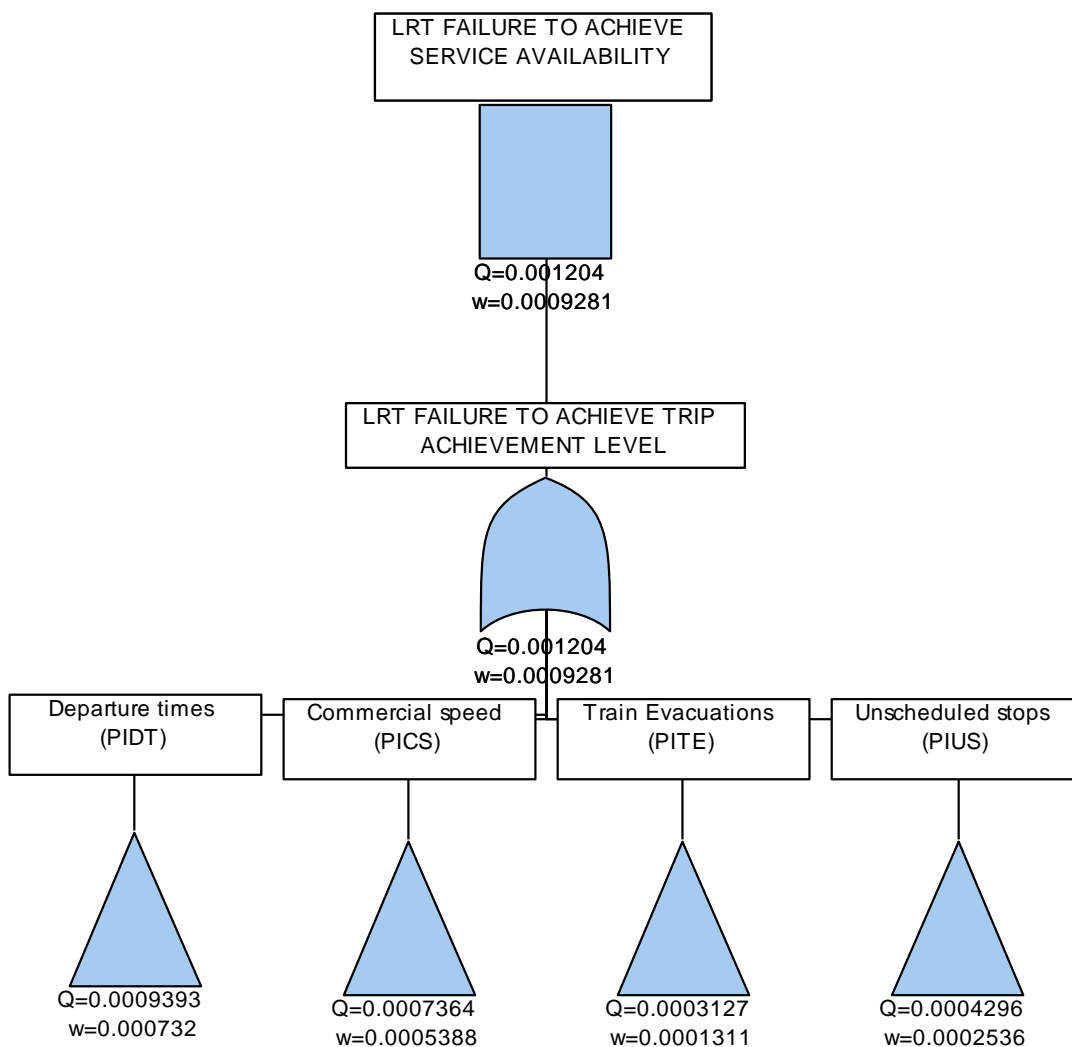 LRT FAILURE TO ACHIEVE
SERVICE AVAILABILITY
Q=0.001204
w=0.0009281
LRT FAILURE TO ACHIEVE TRIP
ACHIEVEMENT LEVEL
Q=0.001204
w=0.0009281
Departure times
(PIDT)
Commercial speed
(PICS)
Train Evacuations
(PITE)
Unscheduled stops
(PIUS)
Q=0.0009393
w=0.000732
Q=0.0007364
w=0.0005388
Q=0.0003127
w=0.0001311
Q=0.0004296
w=0.0002536